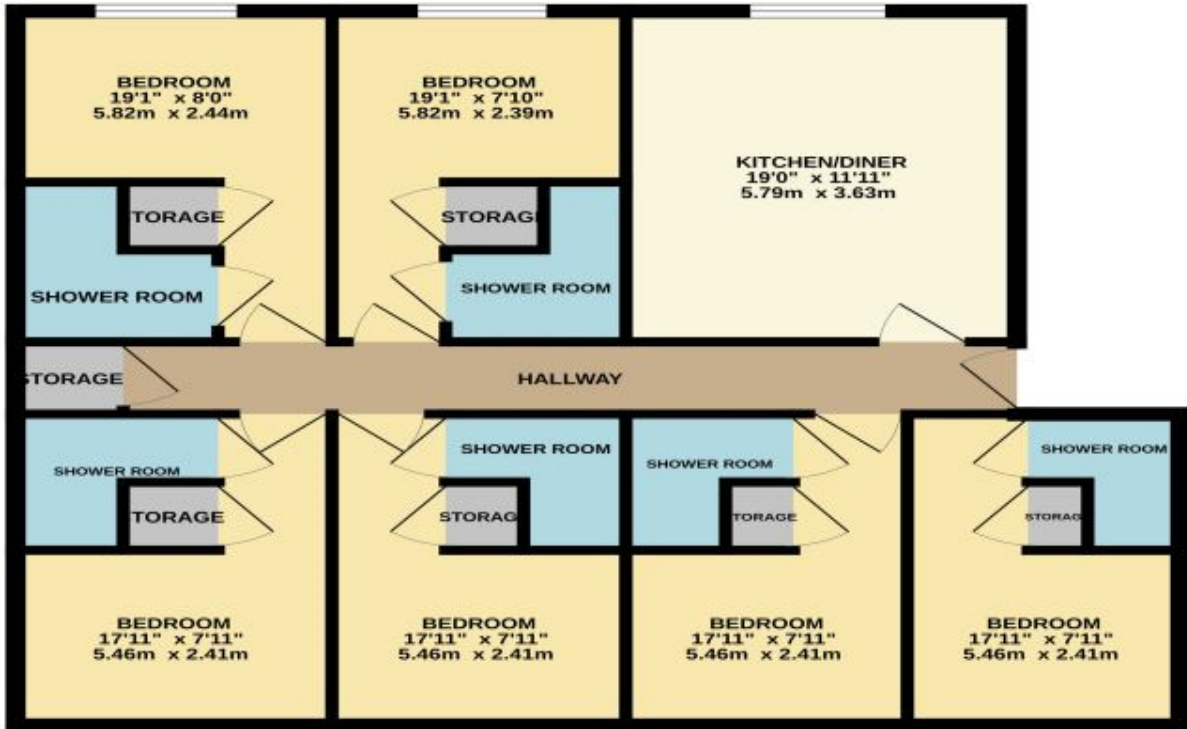 BEDROOM
19'1" x 8'0"
5.82m x 2.44m
BEDROOM
19'1" x 7'10"
5.82m x 2.39m
KITCHEN/DINER
19'0" x 11'11"
5.79m x 3.63m
TORAGE
STORAGE
SHOWER ROOM
SHOWER ROOM
STORAGE
HALLWAY
SHOWER ROOM
SHOWER ROOM
SHOWER ROOM
SHOWER ROOM
TORAGE
STORAG
TORAGE
STORAG
BEDROOM
17'11" x 7'11"
5.46m x 2.41m
BEDROOM
17'11" x 7'11"
5.46m x 2.41m
BEDROOM
17'11" x 7'11"
5.46m x 2.41m
BEDROOM
17'11" x 7'11"
5.46m x 2.41m